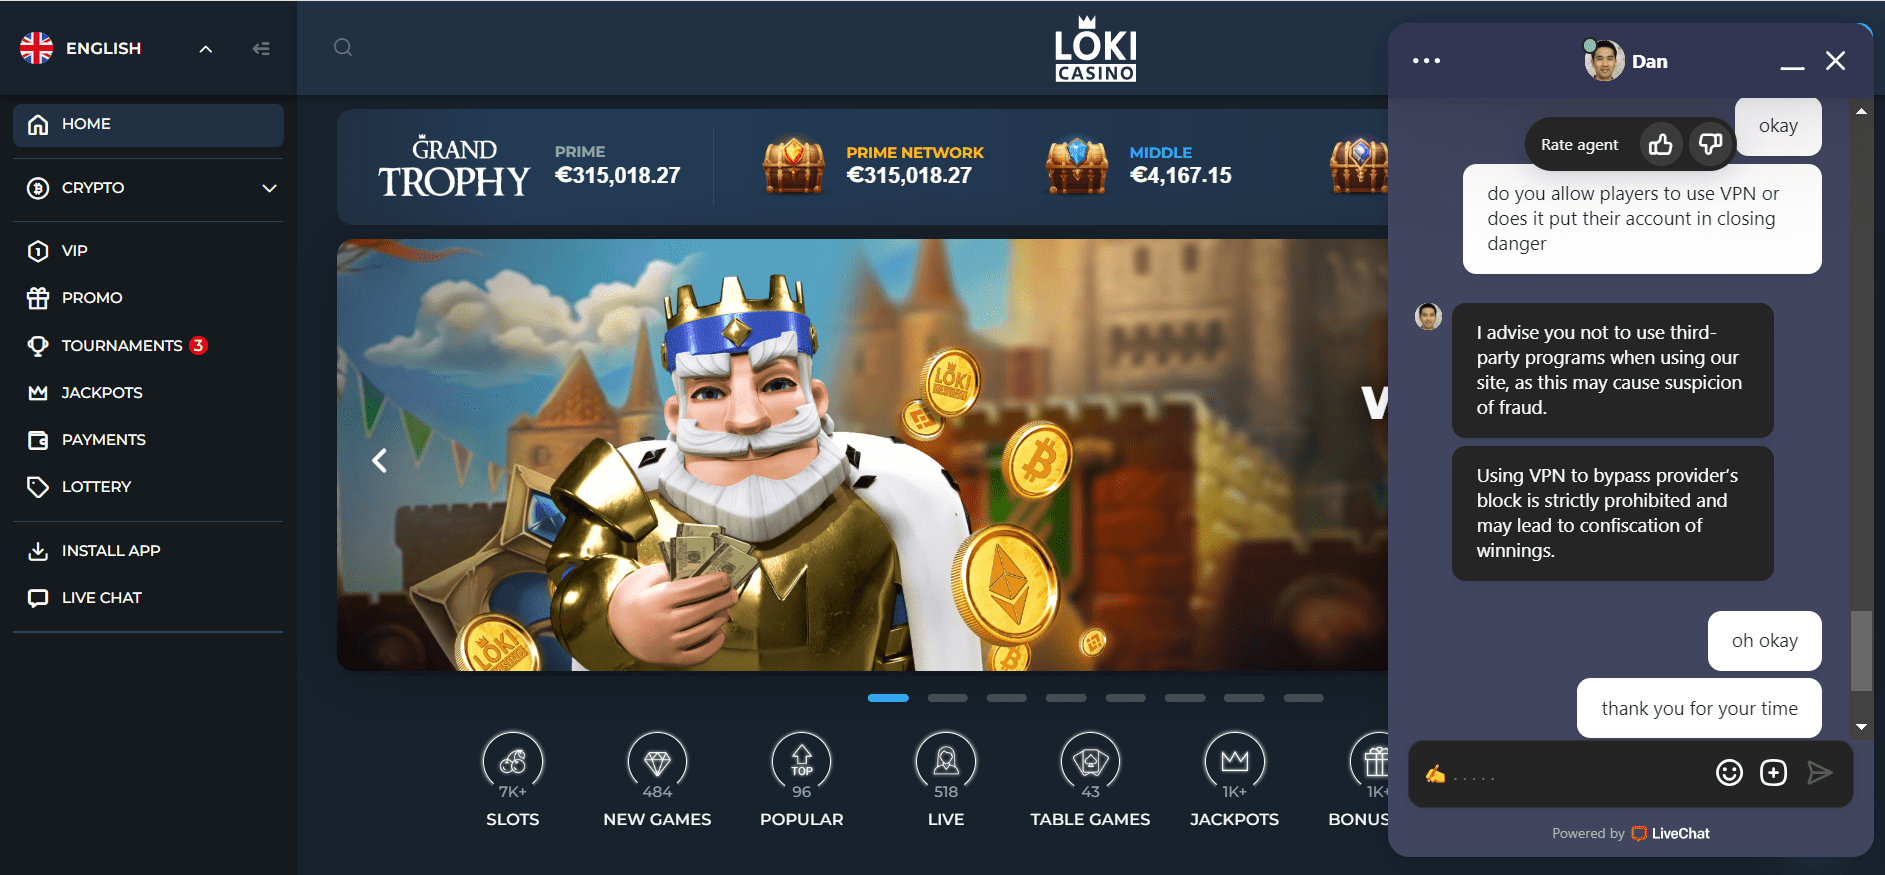 ENGLISH
HOME
CRYPTO
VIP
PROMO
TOURNAMENTS 3
JACKPOTS
PAYMENTS
LOTTERY
INSTALL APP
LIVE CHAT
LOKI
CASINO
GRAND
TROPHY
PRIME
€315,018.27
PRIME NETWORK
€315,018.27
MIDDLE
€4,167.15
LOKI
LOKI
CASINO
W
7K+
SLOTS
484
NEW GAMES
TOP
96
POPULAR
518
LIVE
43
TABLE GAMES
1K+
JACKPOTS
1K+
BONUS
Dan
okay
Rate agent
do you allow players to use VPN or
does it put their account in closing
danger
I advise you not to use third-
party programs when using our
site, as this may cause suspicion
of fraud.
Using VPN to bypass provider’s
block is strictly prohibited and
may lead to confiscation of
winnings.
oh okay
thank you for your time
✍ . . . . .
Powered by LiveChat